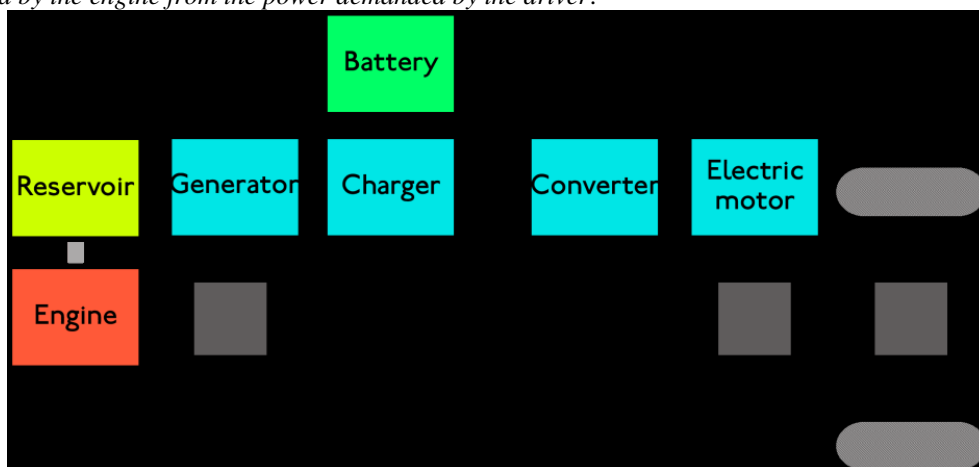 by the engine from the power demanded by the driver.
Battery
Reservoir
Generator
Charger
Converter
Electric
motor
Engine